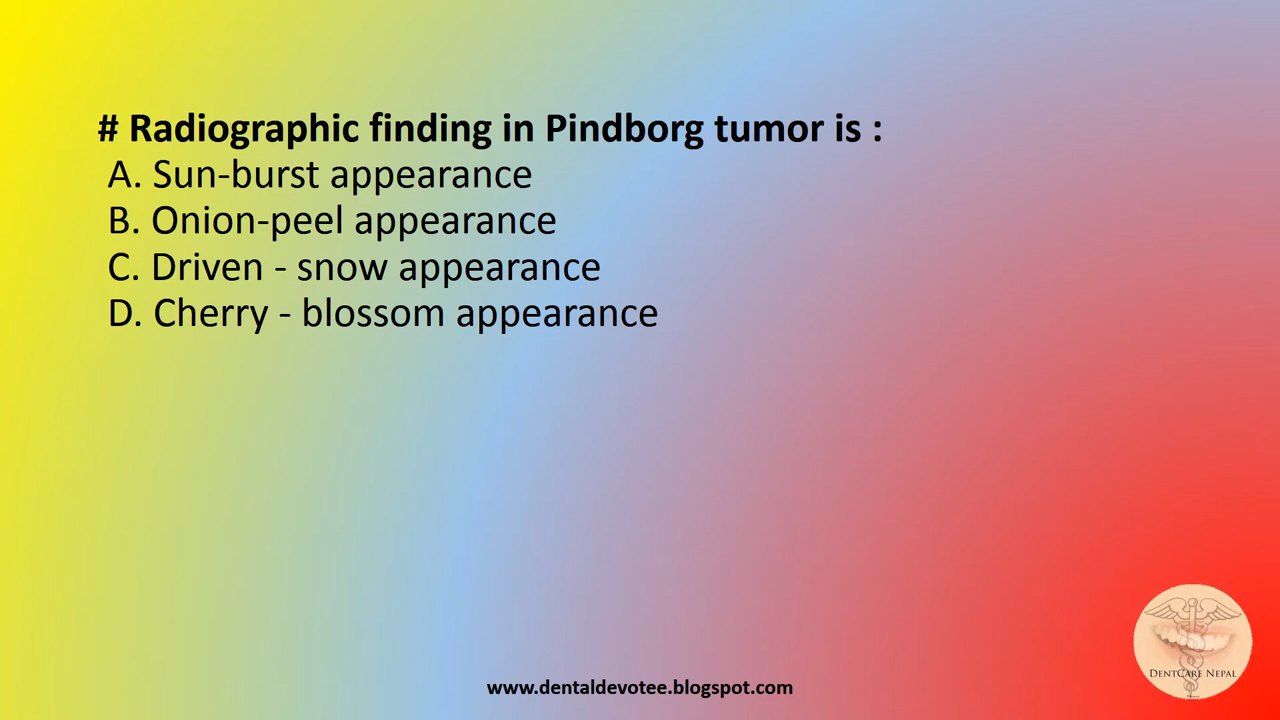 # Radiographic finding in Pindborg tumor is :
A. Sun-burst appearance
B. Onion-peel appearance
C. Driven - snow appearance
D. Cherry - blossom appearance
DENTCARE NEPAL
www.dentaldevotee.blogspot.com